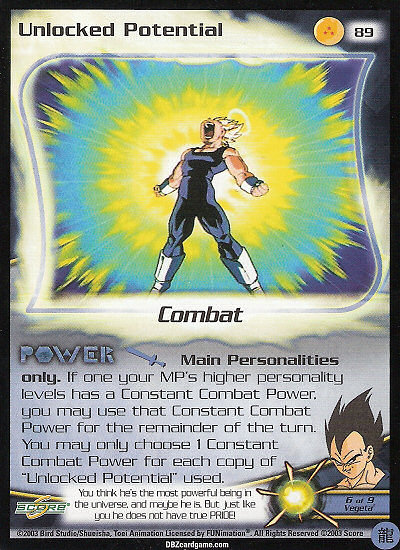 Unlocked Potential 89
Combat
POWER Main Personalities
only. If one your MP's higher personality
levels has a Constant Combat Power,
you may use that Constant Combat
Power for the remainder of the turn.
You may only choose 1 Constant
Combat Power for each copy of
"Unlocked Potential" used.
You think he's the most powerful being in
the universe, and maybe he is. But just like
you he does not have true PRIDE!
SCORE
6 of 9
Vegeta
©2003 Bird Studio/Shueisha, Toei Animation Licensed by FUNimation®. All Rights Reserved ©2003 Score
DBZcardgame.com
龍